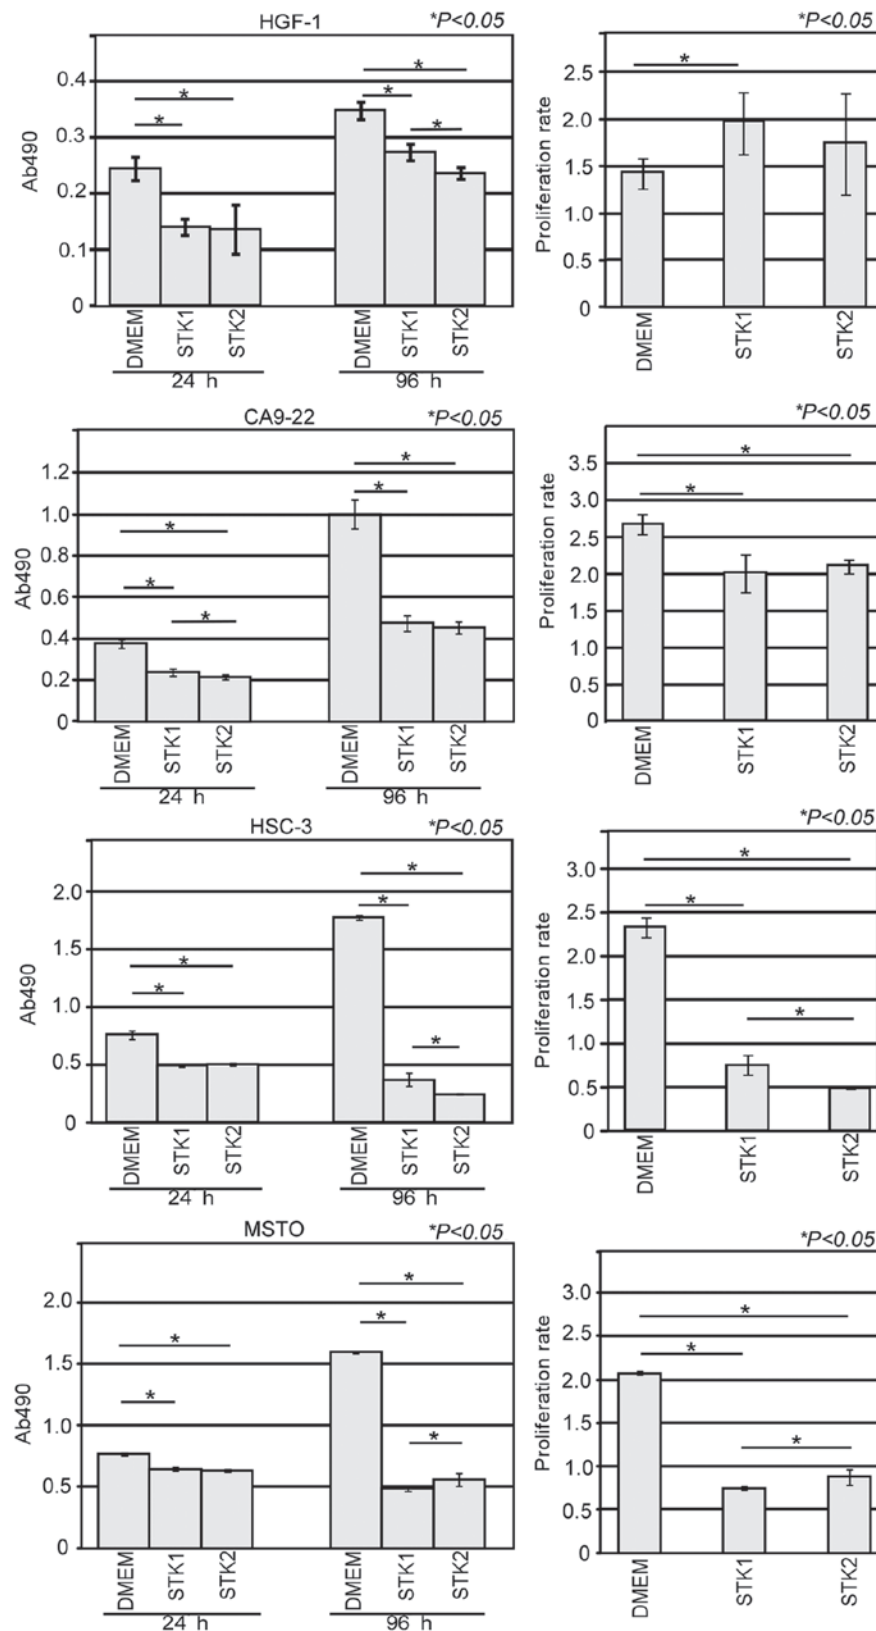 HGF-1 *P<0.05
Ab490
0.4
0.3
0.2
0.1
0
* * * * *
DMEM STK1 STK2 DMEM STK1 STK2
24 h 96 h
*P<0.05
Proliferation rate
2.5
2.0
1.5
1.0
0.5
0
*
DMEM STK1 STK2
CA9-22 *P<0.05
Ab490
1.2
1.0
0.8
0.6
0.4
0.2
0
* * * * *
DMEM STK1 STK2 DMEM STK1 STK2
24 h 96 h
*P<0.05
Proliferation rate
3.5
3.0
2.5
2.0
1.5
1.0
0.5
0
* *
DMEM STK1 STK2
HSC-3 *P<0.05
Ab490
2.0
1.5
1.0
0.5
0
* * * * *
DMEM STK1 STK2 DMEM STK1 STK2
24 h 96 h
*P<0.05
Proliferation rate
3.0
2.5
2.0
1.5
1.0
0.5
0
* * *
DMEM STK1 STK2
MSTO *P<0.05
Ab490
2.0
1.5
1.0
0.5
0
* * * * *
DMEM STK1 STK2 DMEM STK1 STK2
24 h 96 h
*P<0.05
Proliferation rate
3.0
2.5
2.0
1.5
1.0
0.5
0
* * *
DMEM STK1 STK2